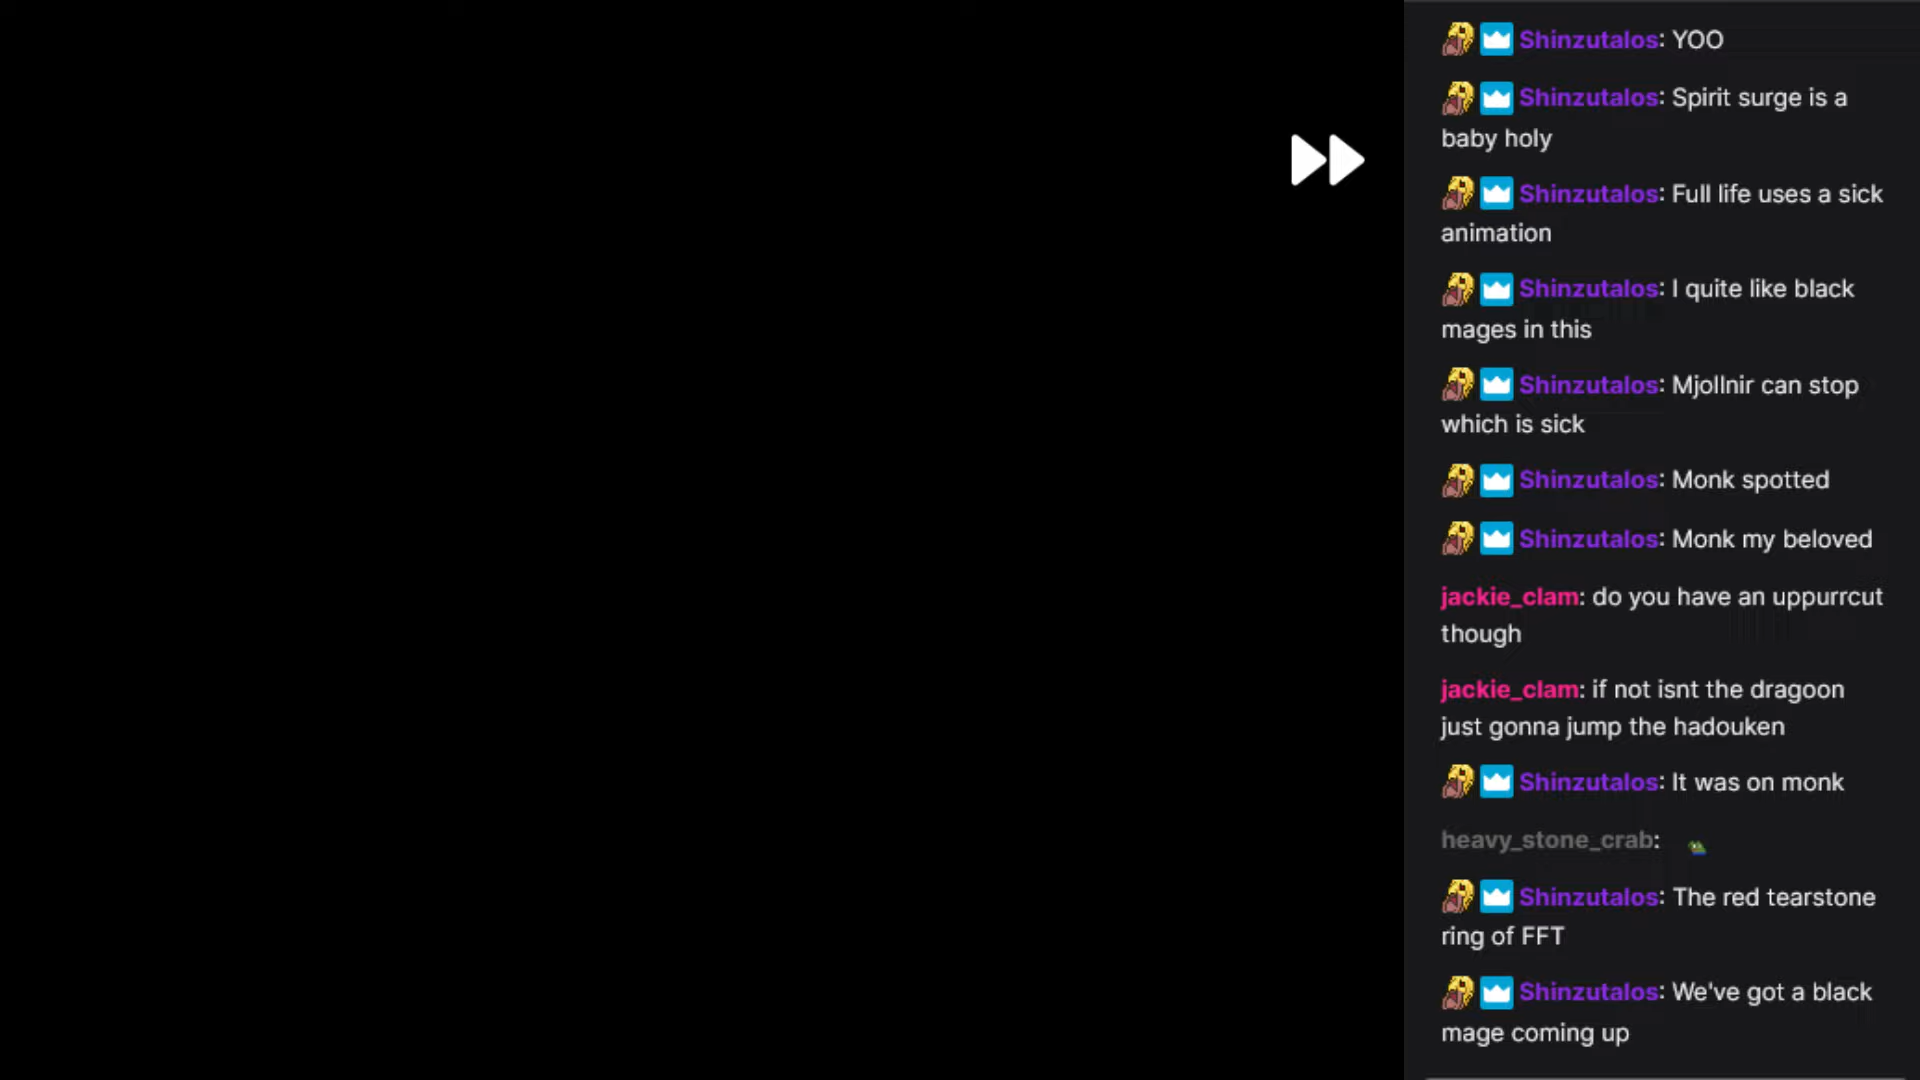 Shinzutalos: YOO
Shinzutalos: Spirit surge is a
baby holy
Shinzutalos: Full life uses a sick
animation
Shinzutalos: I quite like black
mages in this
Shinzutalos: Mjollnir can stop
which is sick
Shinzutalos: Monk spotted
Shinzutalos: Monk my beloved
jackie_clam: do you have an uppurrcut
though
jackie_clam: if not isnt the dragoon
just gonna jump the hadouken
Shinzutalos: It was on monk
heavy_stone_crab:
Shinzutalos: The red tearstone
ring of FFT
Shinzutalos: We've got a black
mage coming up